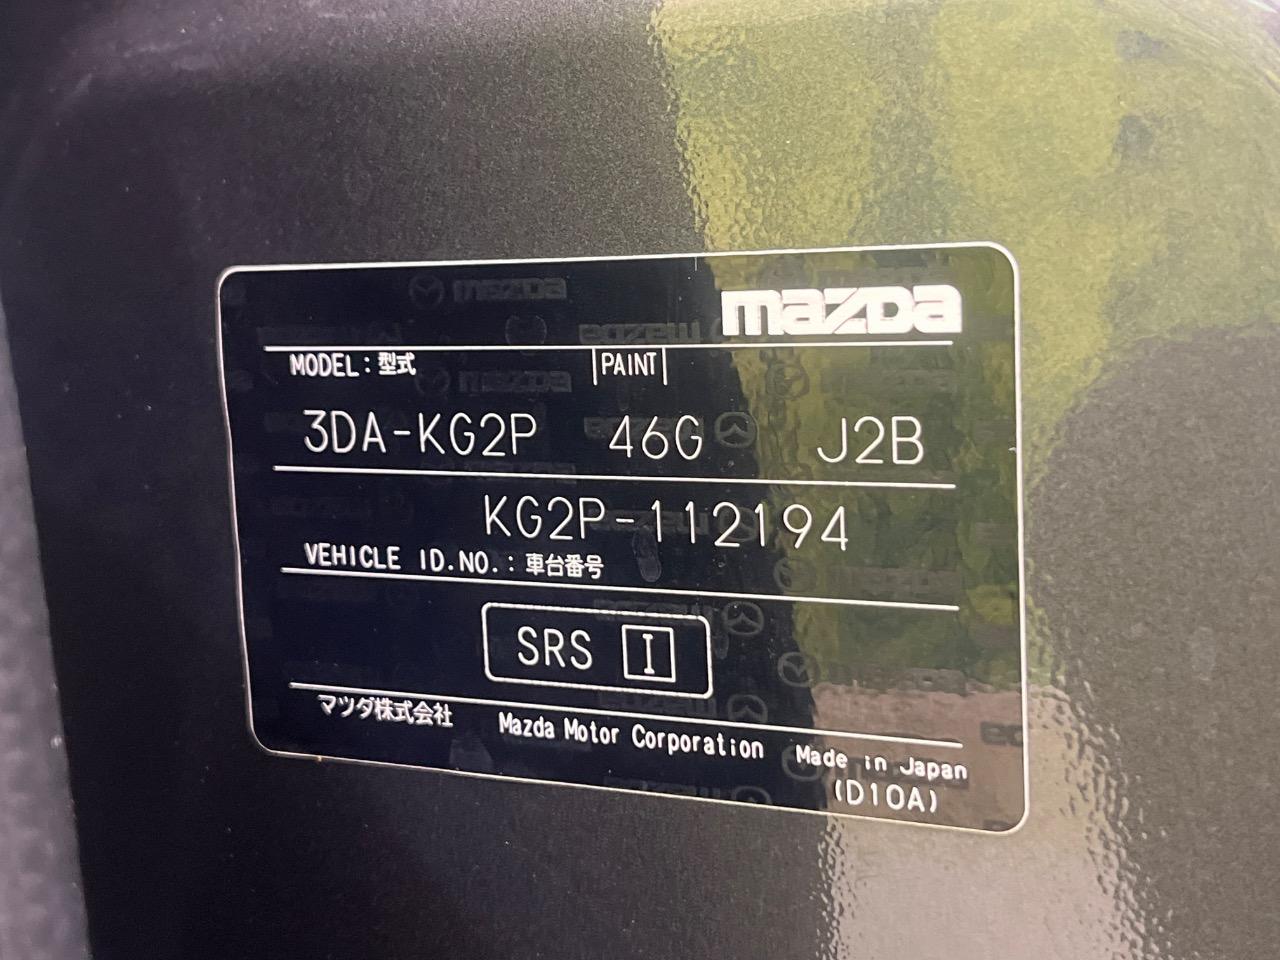 mazda
MODEL:型式 PAINT
3DA-KG2P 46G J2B
KG2P-112194
VEHICLE ID.NO.:車台番号
SRS I
マツダ株式会社 Mazda Motor Corporation Made in Japan
(D10A)